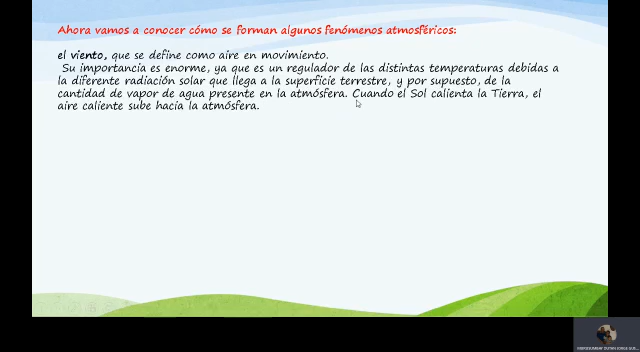 Ahora vamos a conocer cómo se forman algunos fenómenos atmosféricos:
el viento, que se define como aire en movimiento.
Su importancia es enorme, ya que es un regulador de las distintas temperaturas debidas a
la diferente radiación solar que llega a la superficie terrestre, y por supuesto, de la
cantidad de vapor de agua presente en la atmósfera. Cuando el Sol calienta la Tierra, el
aire caliente sube hacia la atmósfera.